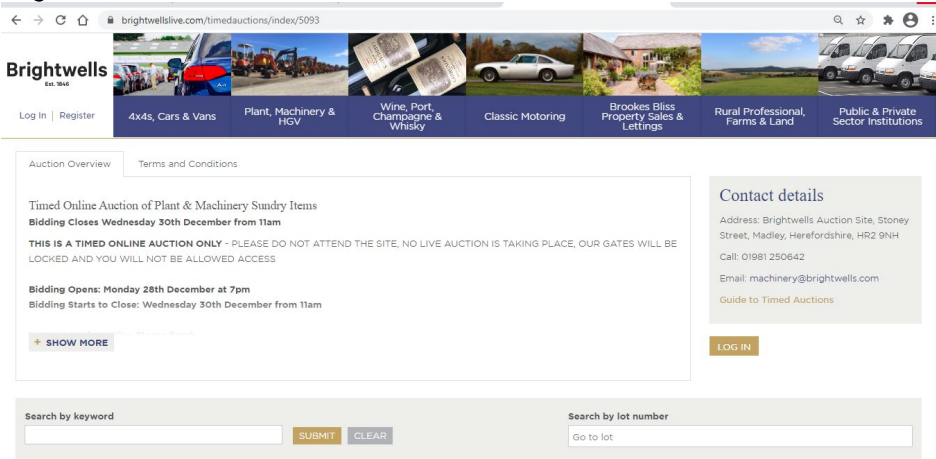 brightwellslive.com/timedauctions/index/5093
Brightwells
Est. 1846
Log In | Register
4x4s, Cars & Vans
Plant, Machinery &
HGV
Wine, Port,
Champagne &
Whisky
Classic Motoring
Brookes Bliss
Property Sales &
Lettings
Rural Professional,
Farms & Land
Public & Private
Sector Institutions
Auction Overview
Terms and Conditions
Timed Online Auction of Plant & Machinery Sundry Items
Bidding Closes Wednesday 30th December from 11am
THIS IS A TIMED ONLINE AUCTION ONLY - PLEASE DO NOT ATTEND THE SITE, NO LIVE AUCTION IS TAKING PLACE, OUR GATES WILL BE
LOCKED AND YOU WILL NOT BE ALLOWED ACCESS
Bidding Opens: Monday 28th December at 7pm
Bidding Starts to Close: Wednesday 30th December from 11am
+ SHOW MORE
Contact details
Address: Brightwells Auction Site, Stoney
Street, Madley, Herefordshire, HR2 9NH
Call: 01981 250642
Email: machinery@brightwells.com
Guide to Timed Auctions
LOG IN
Search by keyword
SUBMIT
CLEAR
Search by lot number
Go to lot